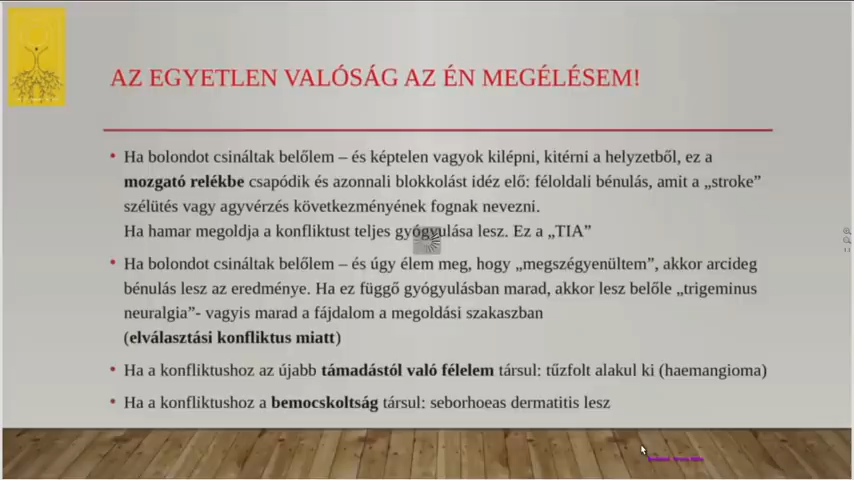 AZ EGYETLEN VALÓSÁG AZ ÉN MEGÉLÉSEM!
• Ha bolondot csináltak belőlem – és képtelen vagyok kilépni, kitérni a helyzetből, ez a
mozgató relékbe csapódik és azonnali blokkolást idéz elő: féloldali bénulás, amit a „stroke”
szélütés vagy agyvérzés következményének fognak nevezni.
Ha hamar megoldja a konfliktust teljes gyógyulása lesz. Ez a „TIA”
• Ha bolondot csináltak belőlem – és úgy élem meg, hogy „megszégyenültem”, akkor arcideg
bénulás lesz az eredménye. Ha ez függő gyógyulásban marad, akkor lesz belőle „trigeminus
neuralgia”- vagyis marad a fájdalom a megoldási szakaszban
(elválasztási konfliktus miatt)
• Ha a konfliktushoz az újabb támadástól való félelem társul: tűzfolt alakul ki (haemangioma)
• Ha a konfliktushoz a bemocskoltság társul: seborhoeas dermatitis lesz